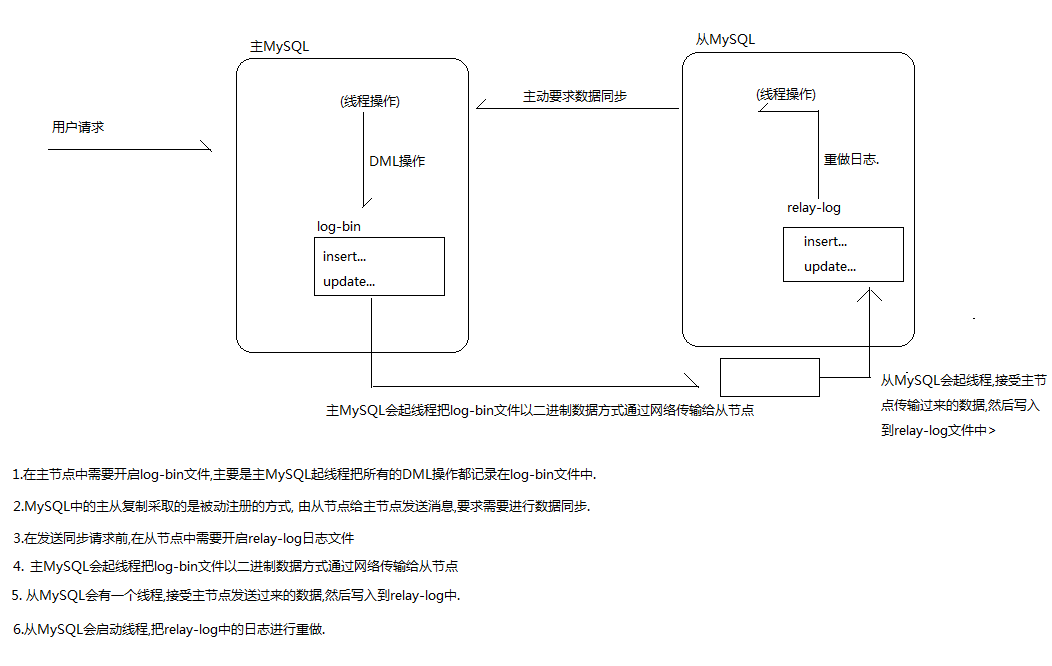 主MySQL
从MySQL
(线程操作)
主动要求数据同步
(线程操作)
用户请求
DML操作
重做日志.
relay-log
log-bin
insert...
update...
insert...
update...
从MySQL会起线程,接受主节
点传输过来的数据,然后写入
到relay-log文件中>
主MySQL会起线程把log-bin文件以二进制数据方式通过网络传输给从节点
1.在主节点中需要开启log-bin文件,主要是主MySQL起线程把所有的DML操作都记录在log-bin文件中.
2.MySQL中的主从复制采取的是被动注册的方式, 由从节点给主节点发送消息,要求需要进行数据同步.
3.在发送同步请求前,在从节点中需要开启relay-log日志文件
4. 主MySQL会起线程把log-bin文件以二进制数据方式通过网络传输给从节点
5. 从MySQL会有一个线程,接受主节点发送过来的数据,然后写入到relay-log中.
6.从MySQL会启动线程,把relay-log中的日志进行重做.